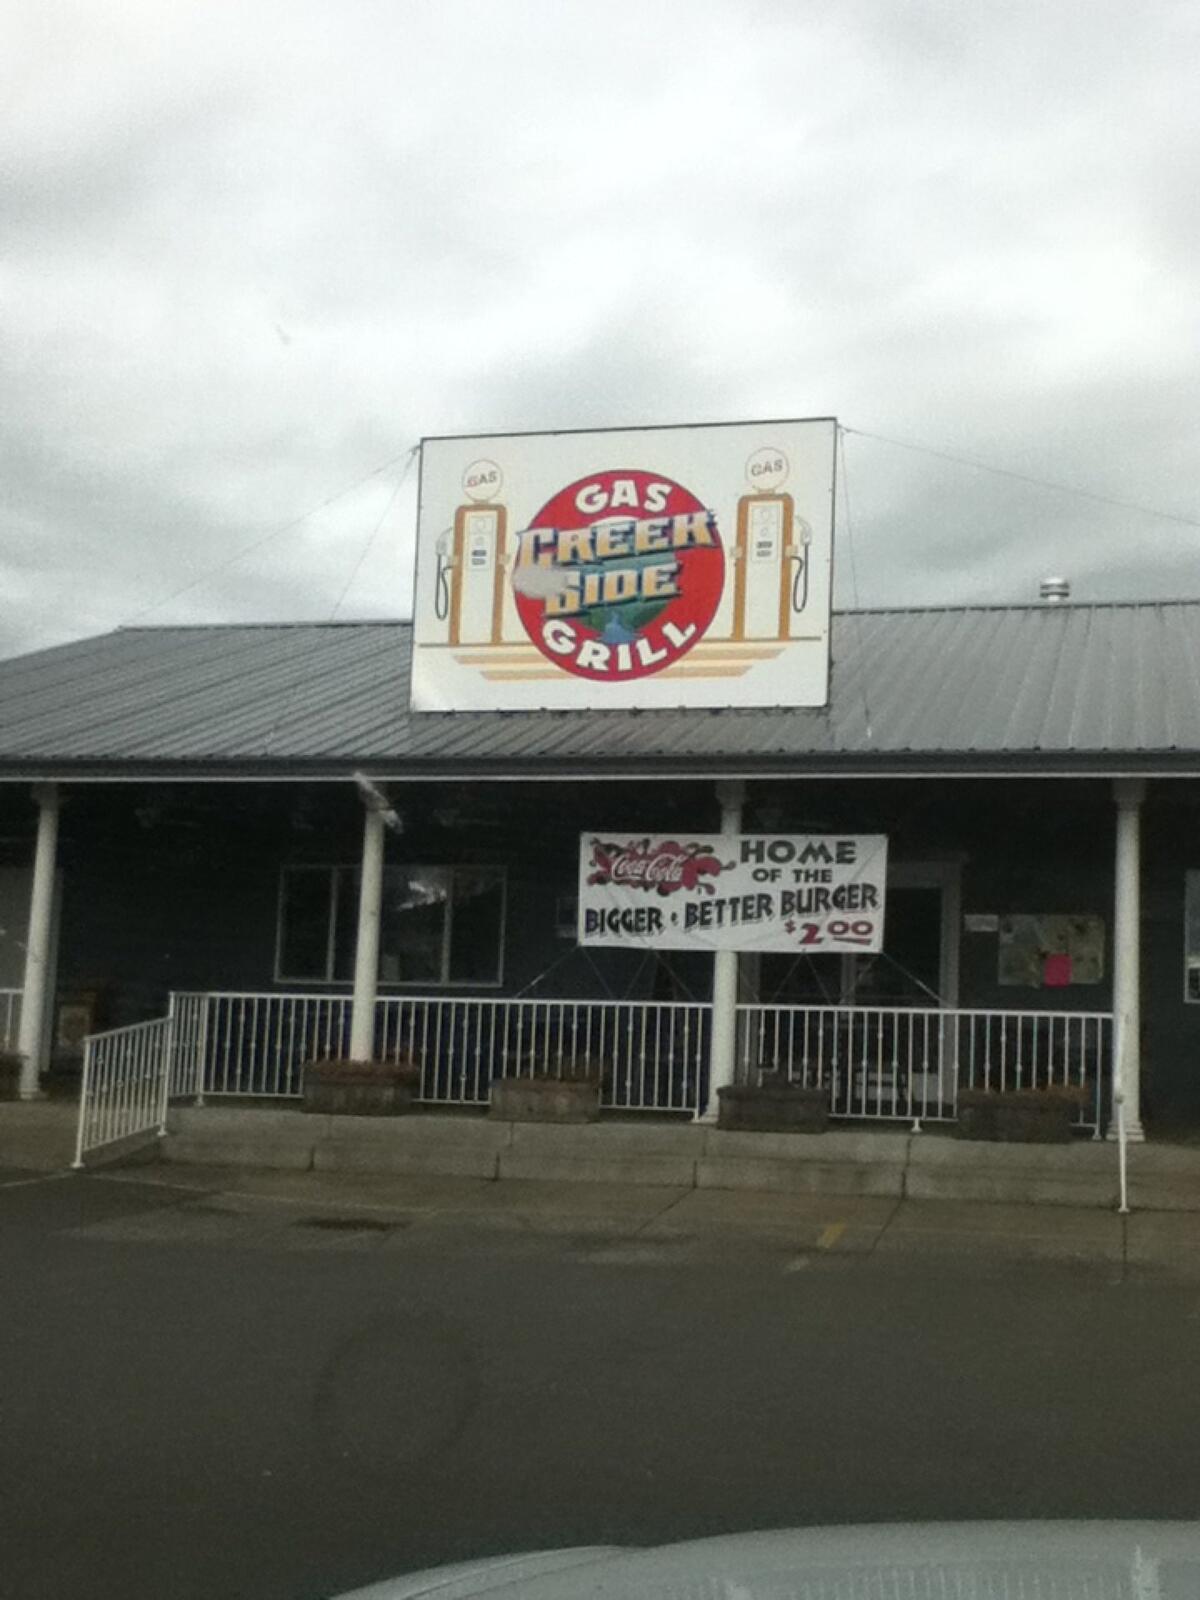 GAS
GAS
GAS
CREEK
SIDE
GRILL
Coca-Cola
HOME
OF THE
BIGGER • BETTER BURGER
$2.00